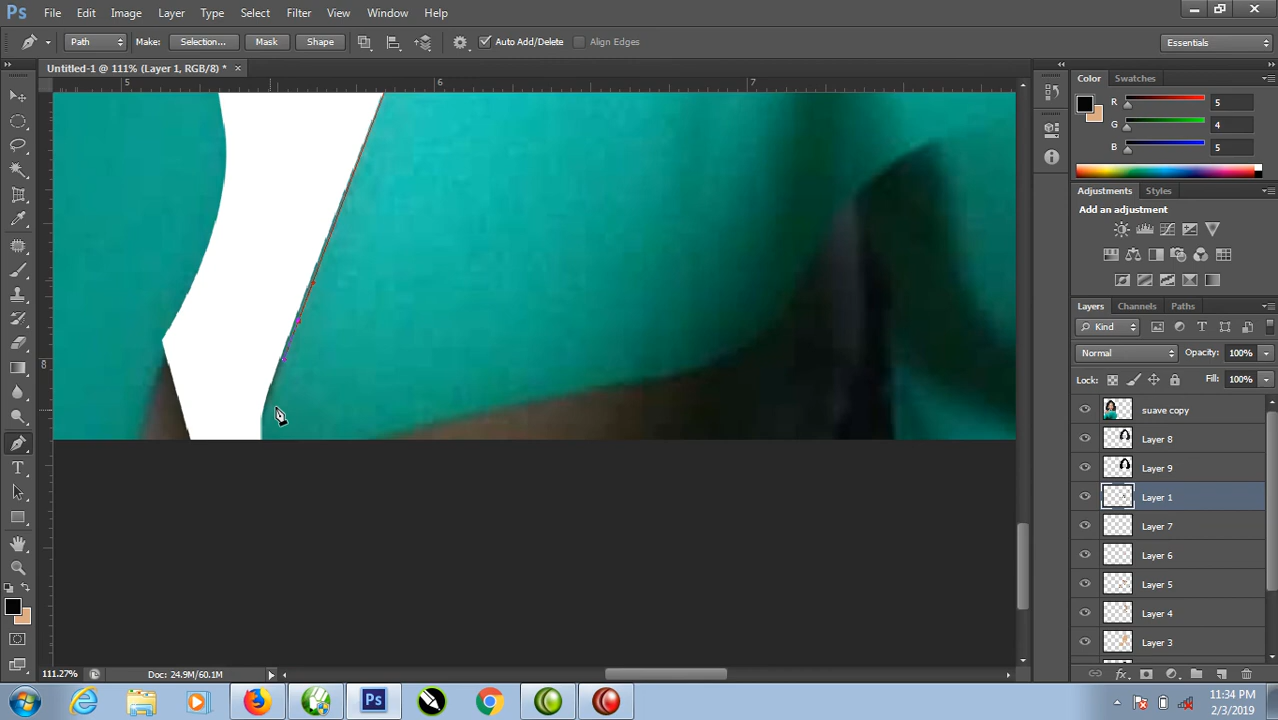 Ps File Edit Image Layer Type Select Filter 3D View Window Help
Path Make: Selection... Mask Shape Auto Add/Delete Align Edges Essentials
Untitled-1 @ 111% (Layer 1, RGB/8) * ×
5 6 7
8
Color Swatches
R 5
G 4
B 5
Adjustments Styles
Add an adjustment
Layers Channels Paths
Kind
Normal Opacity: 100%
Lock: Fill: 100%
suave copy
Layer 8
Layer 9
Layer 1
Layer 7
Layer 6
Layer 5
Layer 4
Layer 3
111.27% Doc: 24.9M/60.1M
fx
Ps
11:34 PM
2/3/2019